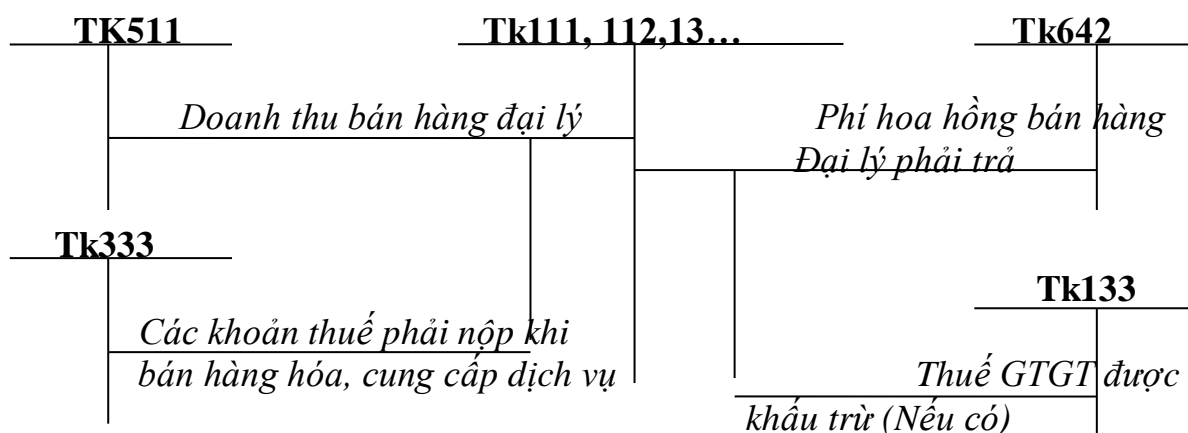 TK511
Tk111, 112,13…
Tk642
Doanh thu bán hàng đại lý
Phí hoa hồng bán hàng
Đại lý phải trả
Tk333
Tk133
Các khoản thuế phải nộp khi
bán hàng hóa, cung cấp dịch vụ
Thuế GTGT được
khấu trừ (Nếu có)